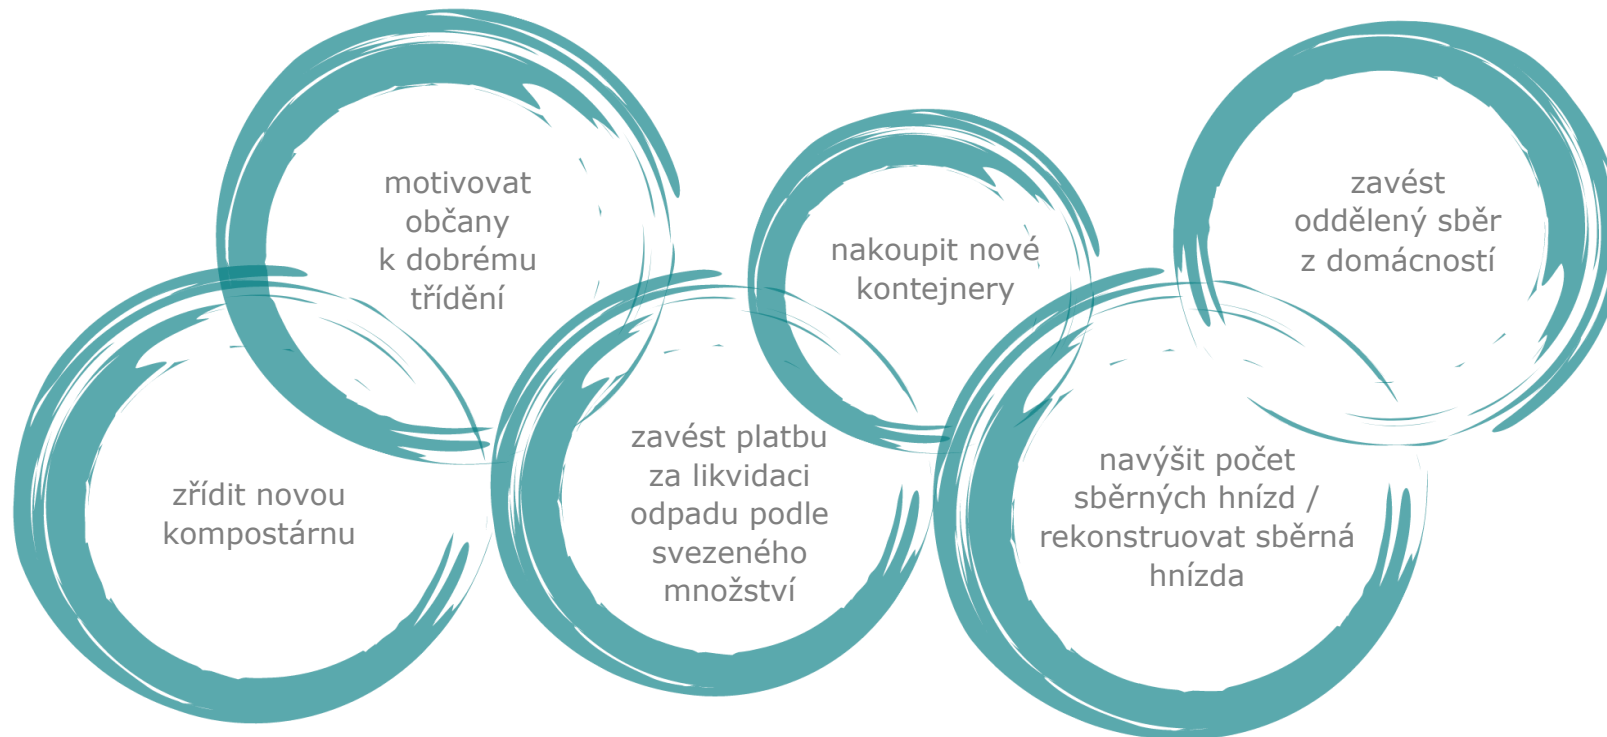 motivovat
občany
k dobrému
třídění
nakoupit nové
kontejnery
zavést
oddělený sběr
z domácností
zřídit novou
kompostárnu
zavést platbu
za likvidaci
odpadu podle
svezeného
množství
navýšit počet
sběrných hnízd /
rekonstruovat sběrná
hnízda